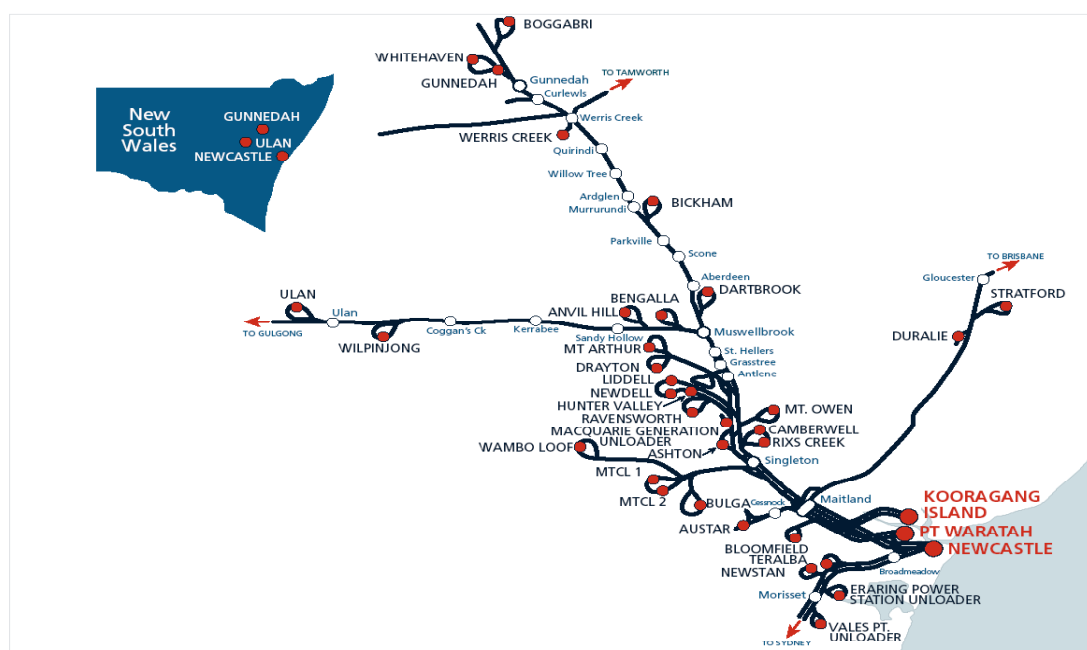 BOGGABRI
WHITEHAVEN
GUNNEDAH
Gunnedah
TO TAMWORTH
Curlewls
New
South
Wales
GUNNEDAH
ULAN
NEWCASTLE
Werris Creek
WERRIS CREEK
Quirindi
Willow Tree
Ardglen
Murrurundi
BICKHAM
Parkville
Scone
TO BRISBANE
Gloucester
Aberdeen
DARTBROOK
STRATFORD
ULAN
BENGALLA
ANVIL HILL
Ulan
TO GULGONG
Coggan's Ck
Kerrabee
Sandy Hollow
Muswellbrook
DURALIE
WILPINJONG
MT ARTHUR
St. Hellers
Grasstree
Antlene
DRAYTON
LIDDELL
NEWDELL
HUNTER VALLEY
RAVENSWORTH
MT. OWEN
MACQUARIE GENERATION
UNLOADER
CAMBERWELL
RIXS CREEK
WAMBO LOOF
ASHTON
Singleton
MTCL 1
MTCL 2
BULGA
Cessnock
Maitland
KOORAGANG
ISLAND
AUSTAR
PT WARATAH
NEWCASTLE
BLOOMFIELD
TERALBA
NEWSTAN
Broadmeadow
Morisset
ERARING POWER
STATION UNLOADER
VALES PT.
UNLOADER
TO SYDNEY